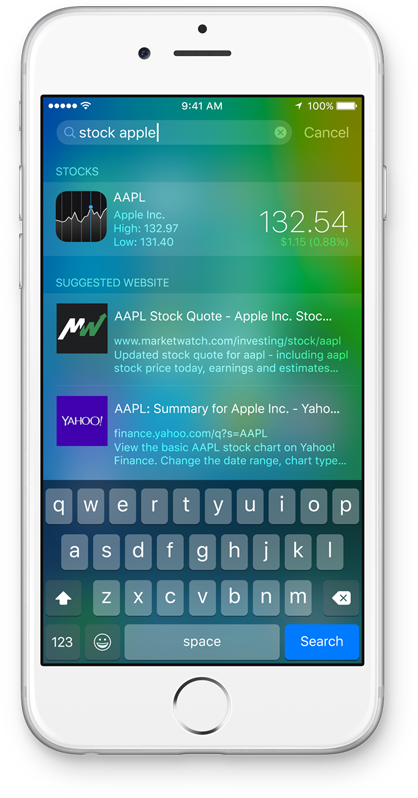 9:41 AM
100%
stock apple
Cancel
STOCKS
AAPL
Apple Inc.
High: 132.97
Low: 131.40
132.54
$1.15 (0.88%)
SUGGESTED WEBSITE
MW
AAPL Stock Quote - Apple Inc. Stoc...
www.marketwatch.com/investing/stock/aapl
Updated stock quote for aapl - including aapl
stock price today, earnings and estimates...
YAHOO!
AAPL: Summary for Apple Inc. - Yaho...
finance.yahoo.com/q?s=AAPL
View the basic AAPL stock chart on Yahoo!
Finance. Change the date range, chart type...
q w e r t y u i o p
a s d f g h j k l
z x c v b n m
123
space
Search